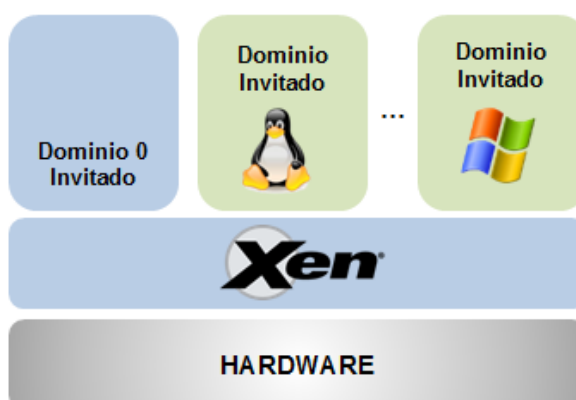 Dominio 0
Invitado
Dominio
Invitado
...
Dominio
Invitado
Xen
HARDWARE